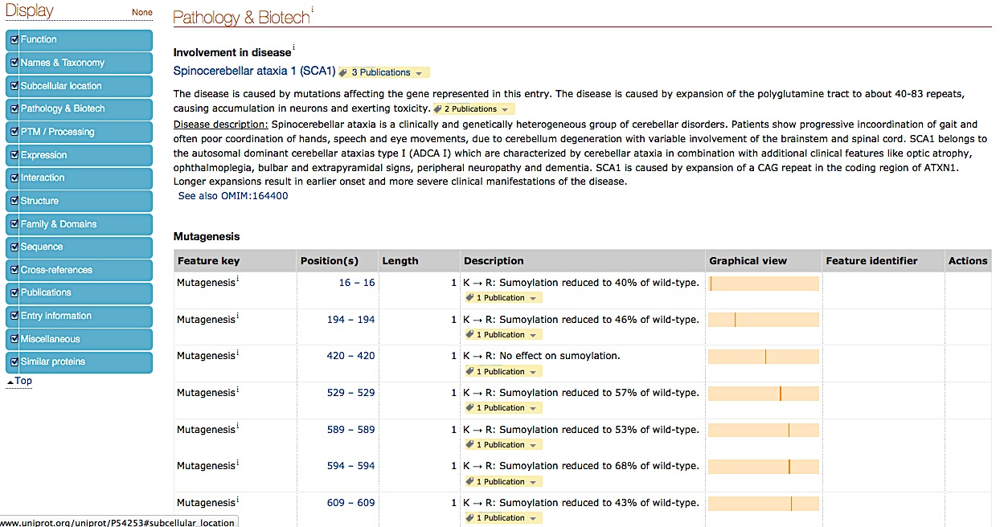 Display None
Function
Names & Taxonomy
Subcellular location
Pathology & Biotech
PTM / Processing
Expression
Interaction
Structure
Family & Domains
Sequence
Cross-references
Publications
Entry information
Miscellaneous
Similar proteins
Top
Pathology & Biotech i
Involvement in disease i
Spinocerebellar ataxia 1 (SCA1) 3 Publications
The disease is caused by mutations affecting the gene represented in this entry. The disease is caused by expansion of the polyglutamine tract to about 40-83 repeats,
causing accumulation in neurons and exerting toxicity. 2 Publications
Disease description: Spinocerebellar ataxia is a clinically and genetically heterogeneous group of cerebellar disorders. Patients show progressive incoordination of gait and
often poor coordination of hands, speech and eye movements, due to cerebellum degeneration with variable involvement of the brainstem and spinal cord. SCA1 belongs to
the autosomal dominant cerebellar ataxias type I (ADCA I) which are characterized by cerebellar ataxia in combination with additional clinical features like optic atrophy,
ophthalmoplegia, bulbar and extrapyramidal signs, peripheral neuropathy and dementia. SCA1 is caused by expansion of a CAG repeat in the coding region of ATXN1.
Longer expansions result in earlier onset and more severe clinical manifestations of the disease.
See also OMIM:164400
Mutagenesis
Feature key Position(s) Length Description Graphical view Feature identifier Actions
Mutagenesis i 16 – 16 1 K → R: Sumoylation reduced to 40% of wild-type.
1 Publication
Mutagenesis i 194 – 194 1 K → R: Sumoylation reduced to 46% of wild-type.
1 Publication
Mutagenesis i 420 – 420 1 K → R: No effect on sumoylation.
1 Publication
Mutagenesis i 529 – 529 1 K → R: Sumoylation reduced to 57% of wild-type.
1 Publication
Mutagenesis i 589 – 589 1 K → R: Sumoylation reduced to 53% of wild-type.
1 Publication
Mutagenesis i 594 – 594 1 K → R: Sumoylation reduced to 68% of wild-type.
1 Publication
Mutagenesis i 609 – 609 1 K → R: Sumoylation reduced to 43% of wild-type.
1 Publication
www.uniprot.org/uniprot/P54253#subcellular_location